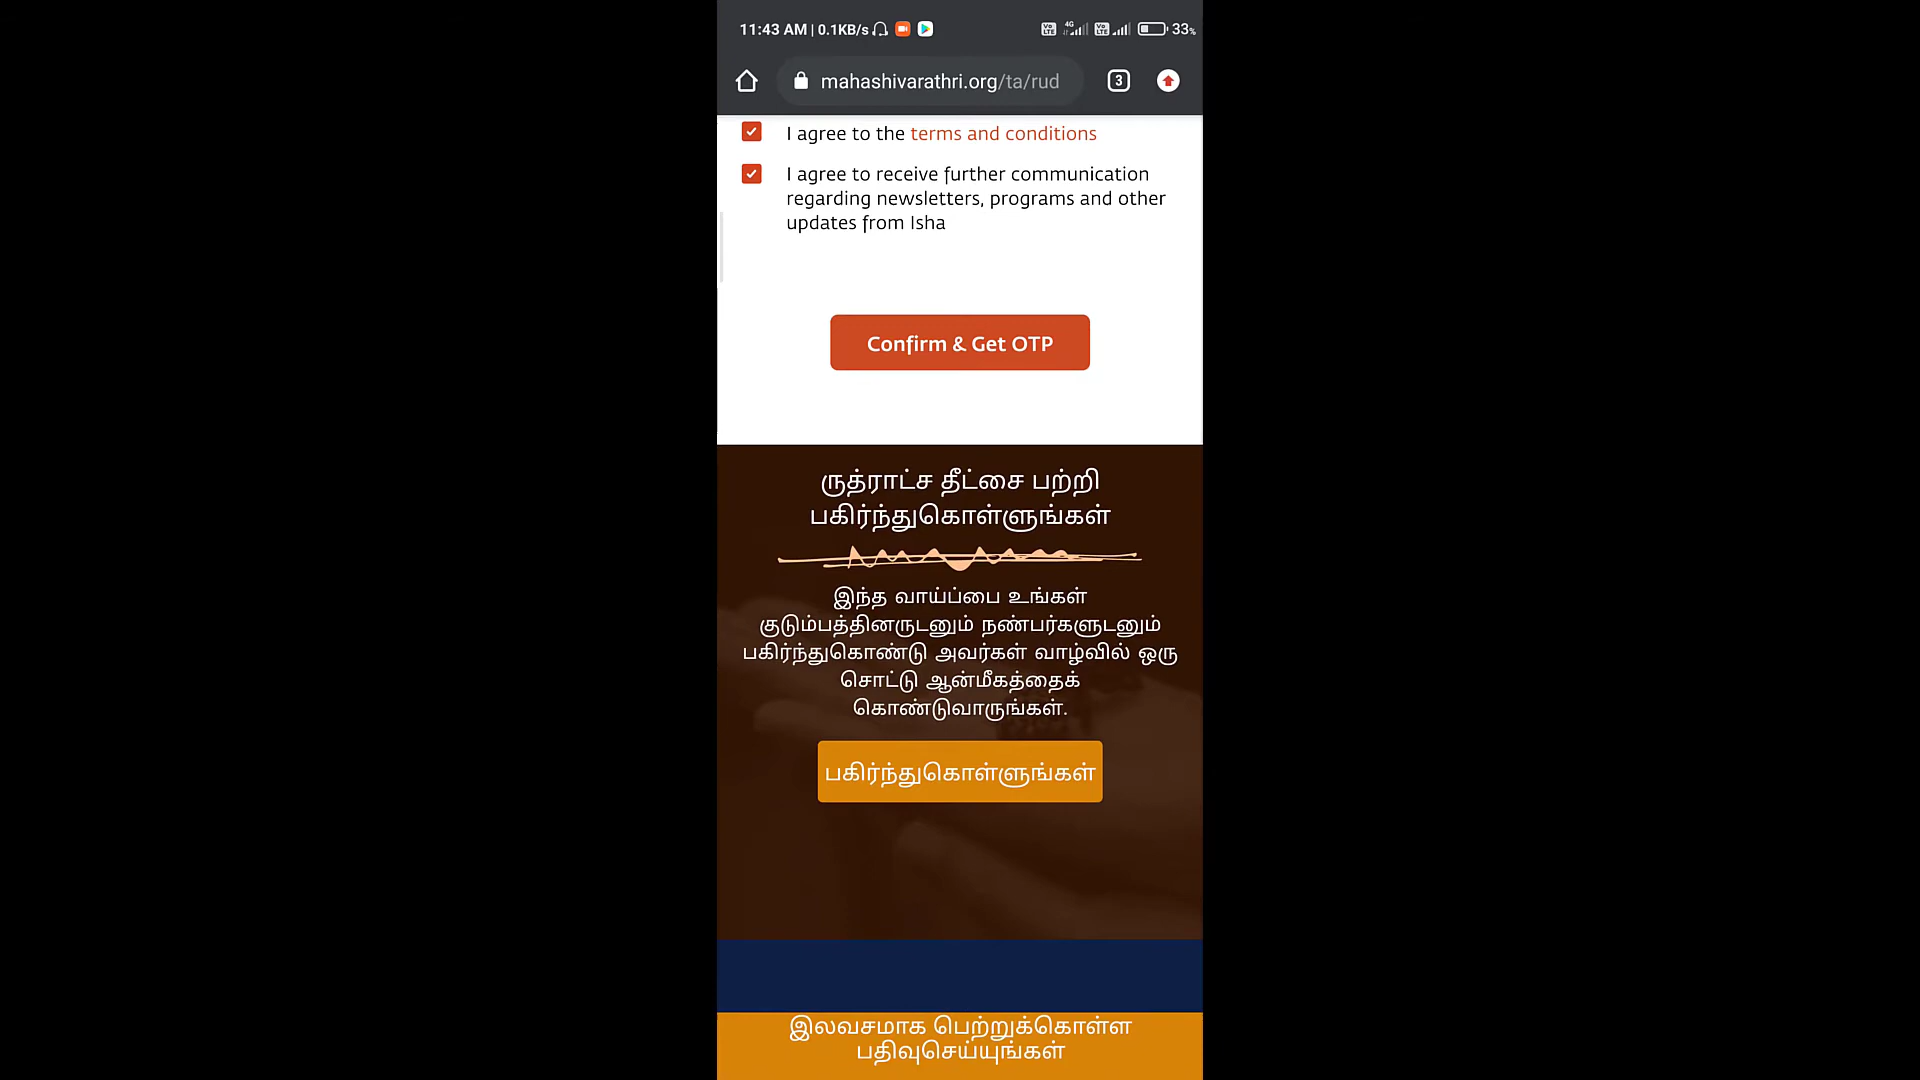 11:43 AM | 0.1KB/s 4G 33%
mahashivarathri.org/ta/rud 3
I agree to the terms and conditions
I agree to receive further communication
regarding newsletters, programs and other
updates from Isha
Confirm & Get OTP
ருத்ராட்ச தீட்சை பற்றி
பகிர்ந்துகொள்ளுங்கள்
இந்த வாய்ப்பை உங்கள்
குடும்பத்தினருடனும் நண்பர்களுடனும்
பகிர்ந்துகொண்டு அவர்கள் வாழ்வில் ஒரு
சொட்டு ஆன்மீகத்தைக்
கொண்டுவாருங்கள்.
பகிர்ந்துகொள்ளுங்கள்
இலவசமாக பெற்றுக்கொள்ள
பதிவுசெய்யுங்கள்